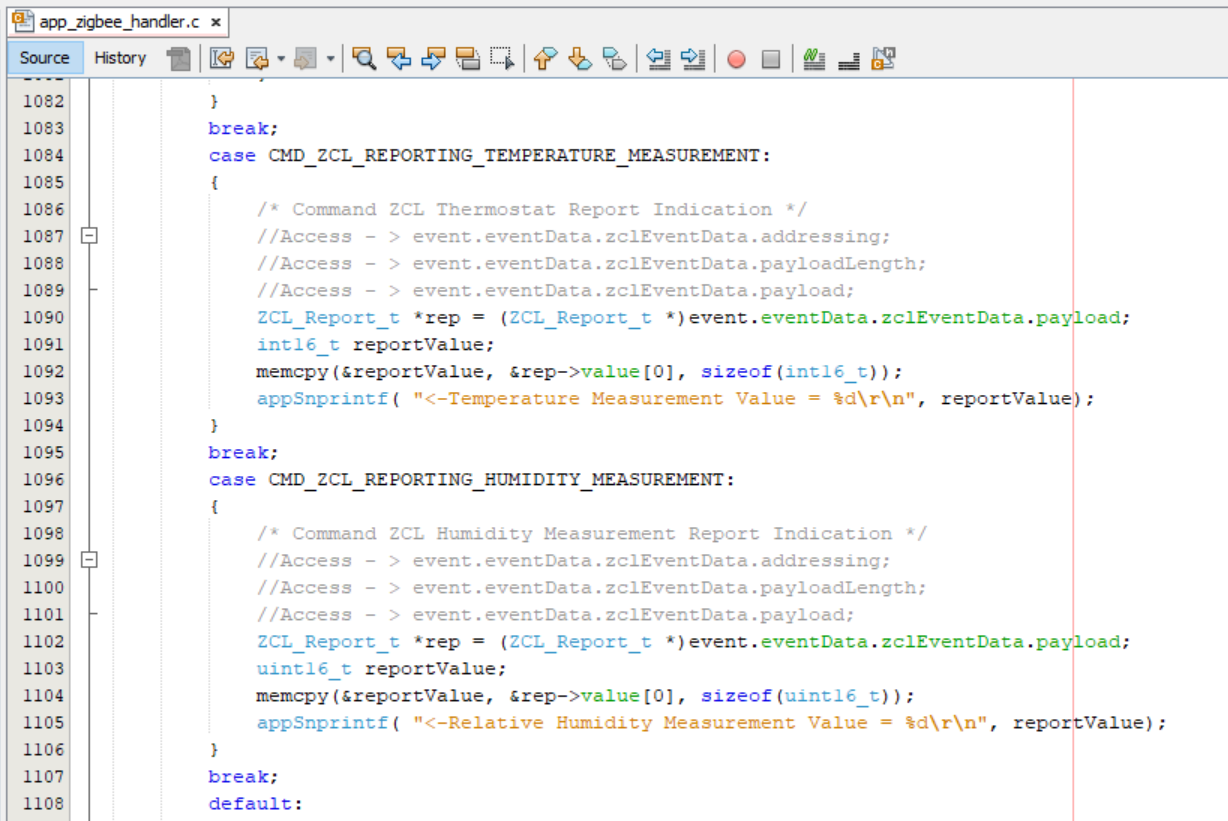 app_zigbee_handler.c ×
Source History
1082 }
1083 break;
1084 case CMD_ZCL_REPORTING_TEMPERATURE_MEASUREMENT:
1085 {
1086 /* Command ZCL Thermostat Report Indication */
1087 //Access - > event.eventData.zclEventData.addressing;
1088 //Access - > event.eventData.zclEventData.payloadLength;
1089 //Access - > event.eventData.zclEventData.payload;
1090 ZCL_Report_t *rep = (ZCL_Report_t *)event.eventData.zclEventData.payload;
1091 int16_t reportValue;
1092 memcpy(&reportValue, &rep->value[0], sizeof(int16_t));
1093 appSnprintf( "<-Temperature Measurement Value = %d\r\n", reportValue);
1094 }
1095 break;
1096 case CMD_ZCL_REPORTING_HUMIDITY_MEASUREMENT:
1097 {
1098 /* Command ZCL Humidity Measurement Report Indication */
1099 //Access - > event.eventData.zclEventData.addressing;
1100 //Access - > event.eventData.zclEventData.payloadLength;
1101 //Access - > event.eventData.zclEventData.payload;
1102 ZCL_Report_t *rep = (ZCL_Report_t *)event.eventData.zclEventData.payload;
1103 uint16_t reportValue;
1104 memcpy(&reportValue, &rep->value[0], sizeof(uint16_t));
1105 appSnprintf( "<-Relative Humidity Measurement Value = %d\r\n", reportValue);
1106 }
1107 break;
1108 default: